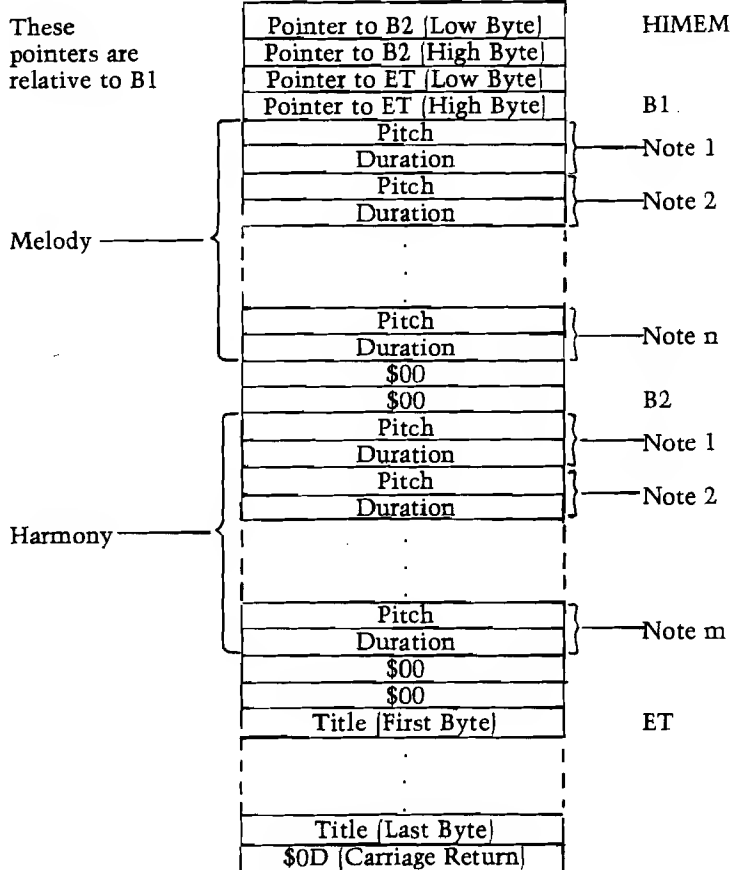 These
pointers are
relative to B1
Pointer to B2 (Low Byte) HIMEM
Pointer to B2 (High Byte)
Pointer to ET (Low Byte)
Pointer to ET (High Byte) B1
Pitch
Duration
Note 1
Pitch
Duration
Note 2
Melody
.
.
Pitch
Duration
Note n
$00
$00 B2
Pitch
Duration
Note 1
Pitch
Duration
Note 2
Harmony
.
.
Pitch
Duration
Note m
$00
$00
Title (First Byte) ET
.
.
Title (Last Byte)
$0D (Carriage Return)